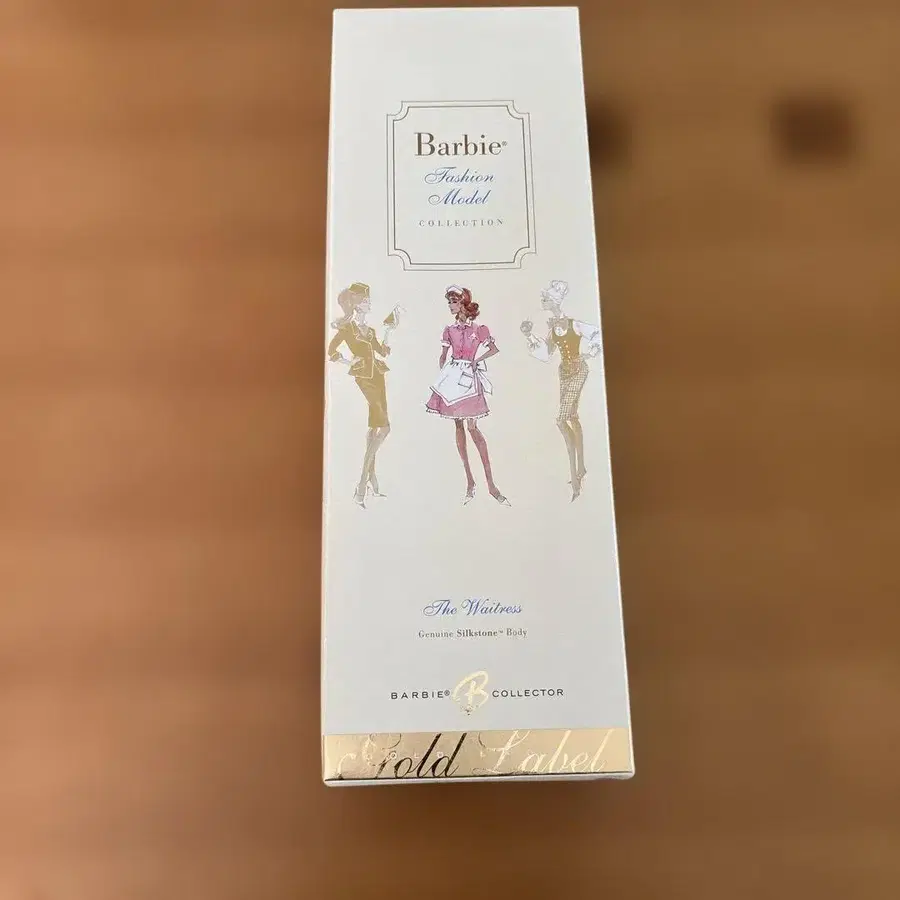 Barbie®
Fashion
Model
COLLECTION
The Waitress
Genuine Silkstone™ Body
BARBIE® B COLLECTOR
Gold Label